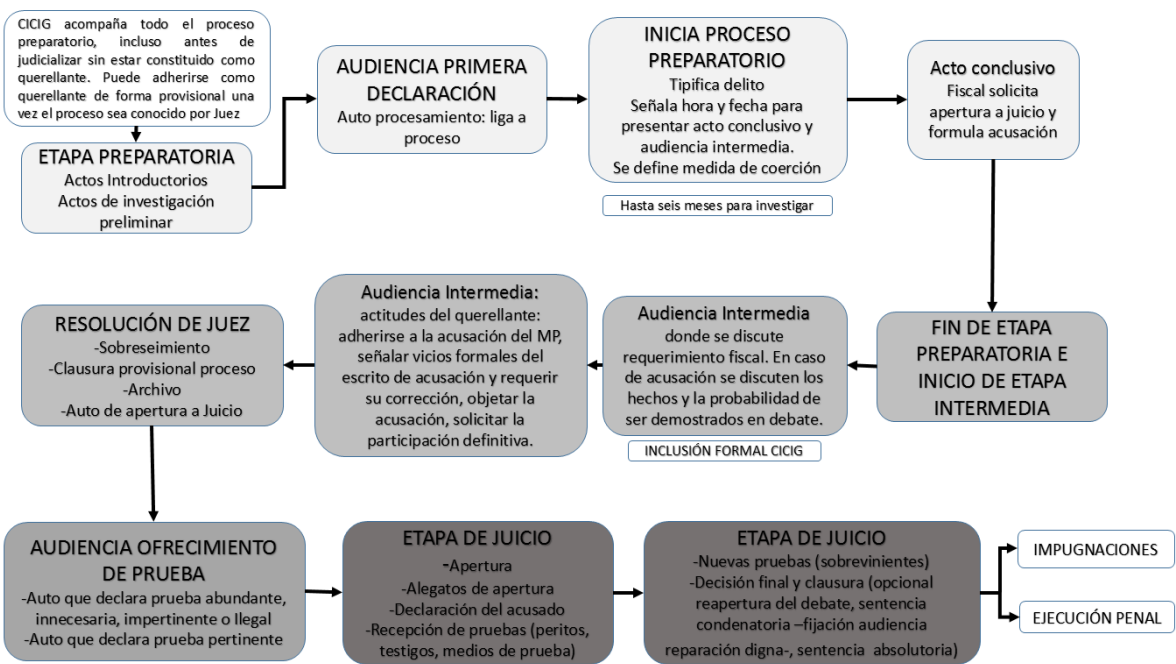 CICIG acompaña todo el proceso
preparatorio, incluso antes de
judicializar sin estar constituido como
querellante. Puede adherirse como
querellante de forma provisional una
vez el proceso sea conocido por Juez
ETAPA PREPARATORIA
Actos Introductorios
Actos de investigación
preliminar
AUDIENCIA PRIMERA
DECLARACIÓN
Auto procesamiento: liga a
proceso
INICIA PROCESO
PREPARATORIO
Tipifica delito
Señala hora y fecha para
presentar acto conclusivo y
audiencia intermedia.
Se define medida de coerción
Hasta seis meses para investigar
Acto conclusivo
Fiscal solicita
apertura a juicio y
formula acusación
FIN DE ETAPA
PREPARATORIA E
INICIO DE ETAPA
INTERMEDIA
Audiencia Intermedia
donde se discute
requerimiento fiscal. En caso
de acusación se discuten los
hechos y la probabilidad de
ser demostrados en debate.
INCLUSIÓN FORMAL CICIG
Audiencia Intermedia:
actitudes del querellante:
adherirse a la acusación del MP,
señalar vicios formales del
escrito de acusación y requerir
su corrección, objetar la
acusación, solicitar la
participación definitiva.
RESOLUCIÓN DE JUEZ
-Sobreseimiento
-Clausura provisional proceso
-Archivo
-Auto de apertura a Juicio
AUDIENCIA OFRECIMIENTO
DE PRUEBA
-Auto que declara prueba abundante,
innecesaria, impertinente o Ilegal
-Auto que declara prueba pertinente
ETAPA DE JUICIO
-Apertura
-Alegatos de apertura
-Declaración del acusado
-Recepción de pruebas (peritos,
testigos, medios de prueba)
ETAPA DE JUICIO
-Nuevas pruebas (sobrevinientes)
-Decisión final y clausura (opcional
reapertura del debate, sentencia
condenatoria –fijación audiencia
reparación digna-, sentencia absolutoria)
IMPUGNACIONES
EJECUCIÓN PENAL